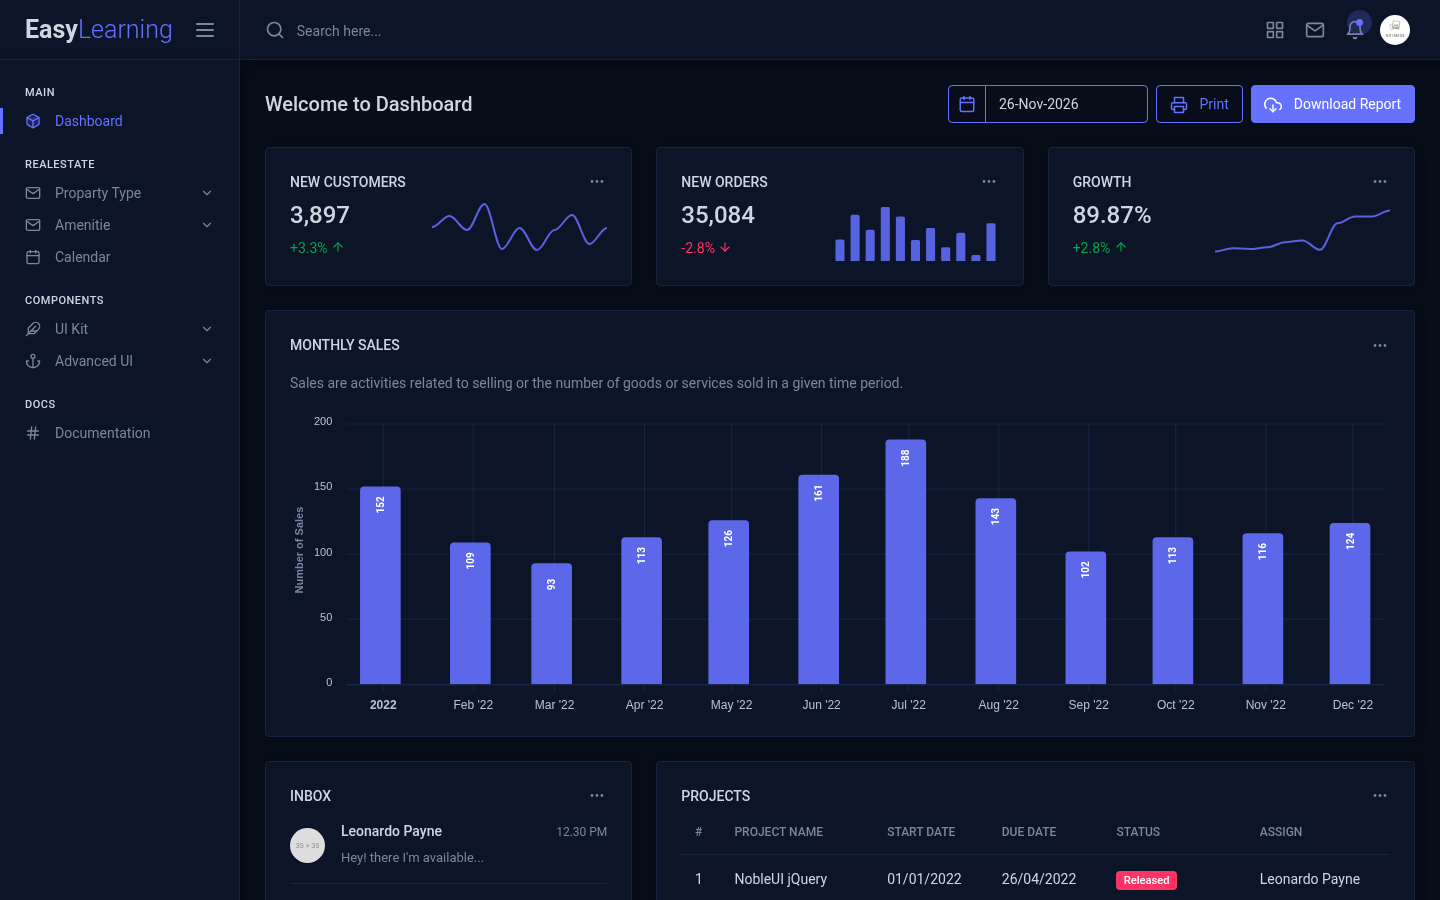 EasyLearning
Search here...
MAIN
Dashboard
REALESTATE
Proparty Type
Amenitie
Calendar
COMPONENTS
UI Kit
Advanced UI
DOCS
Documentation
Welcome to Dashboard
26-Nov-2026
Print
Download Report
NEW CUSTOMERS
3,897
+3.3%
NEW ORDERS
35,084
-2.8%
GROWTH
89.87%
+2.8%
MONTHLY SALES
Sales are activities related to selling or the number of goods or services sold in a given time period.
Number of Sales
200
150
100
50
0
152
109
93
113
126
161
188
143
102
113
116
124
2022 Feb '22 Mar '22 Apr '22 May '22 Jun '22 Jul '22 Aug '22 Sep '22 Oct '22 Nov '22 Dec '22
INBOX
35 × 35
Leonardo Payne 12.30 PM
Hey! there I'm available...
PROJECTS
# PROJECT NAME START DATE DUE DATE STATUS ASSIGN
1 NobleUI jQuery 01/01/2022 26/04/2022 Released Leonardo Payne